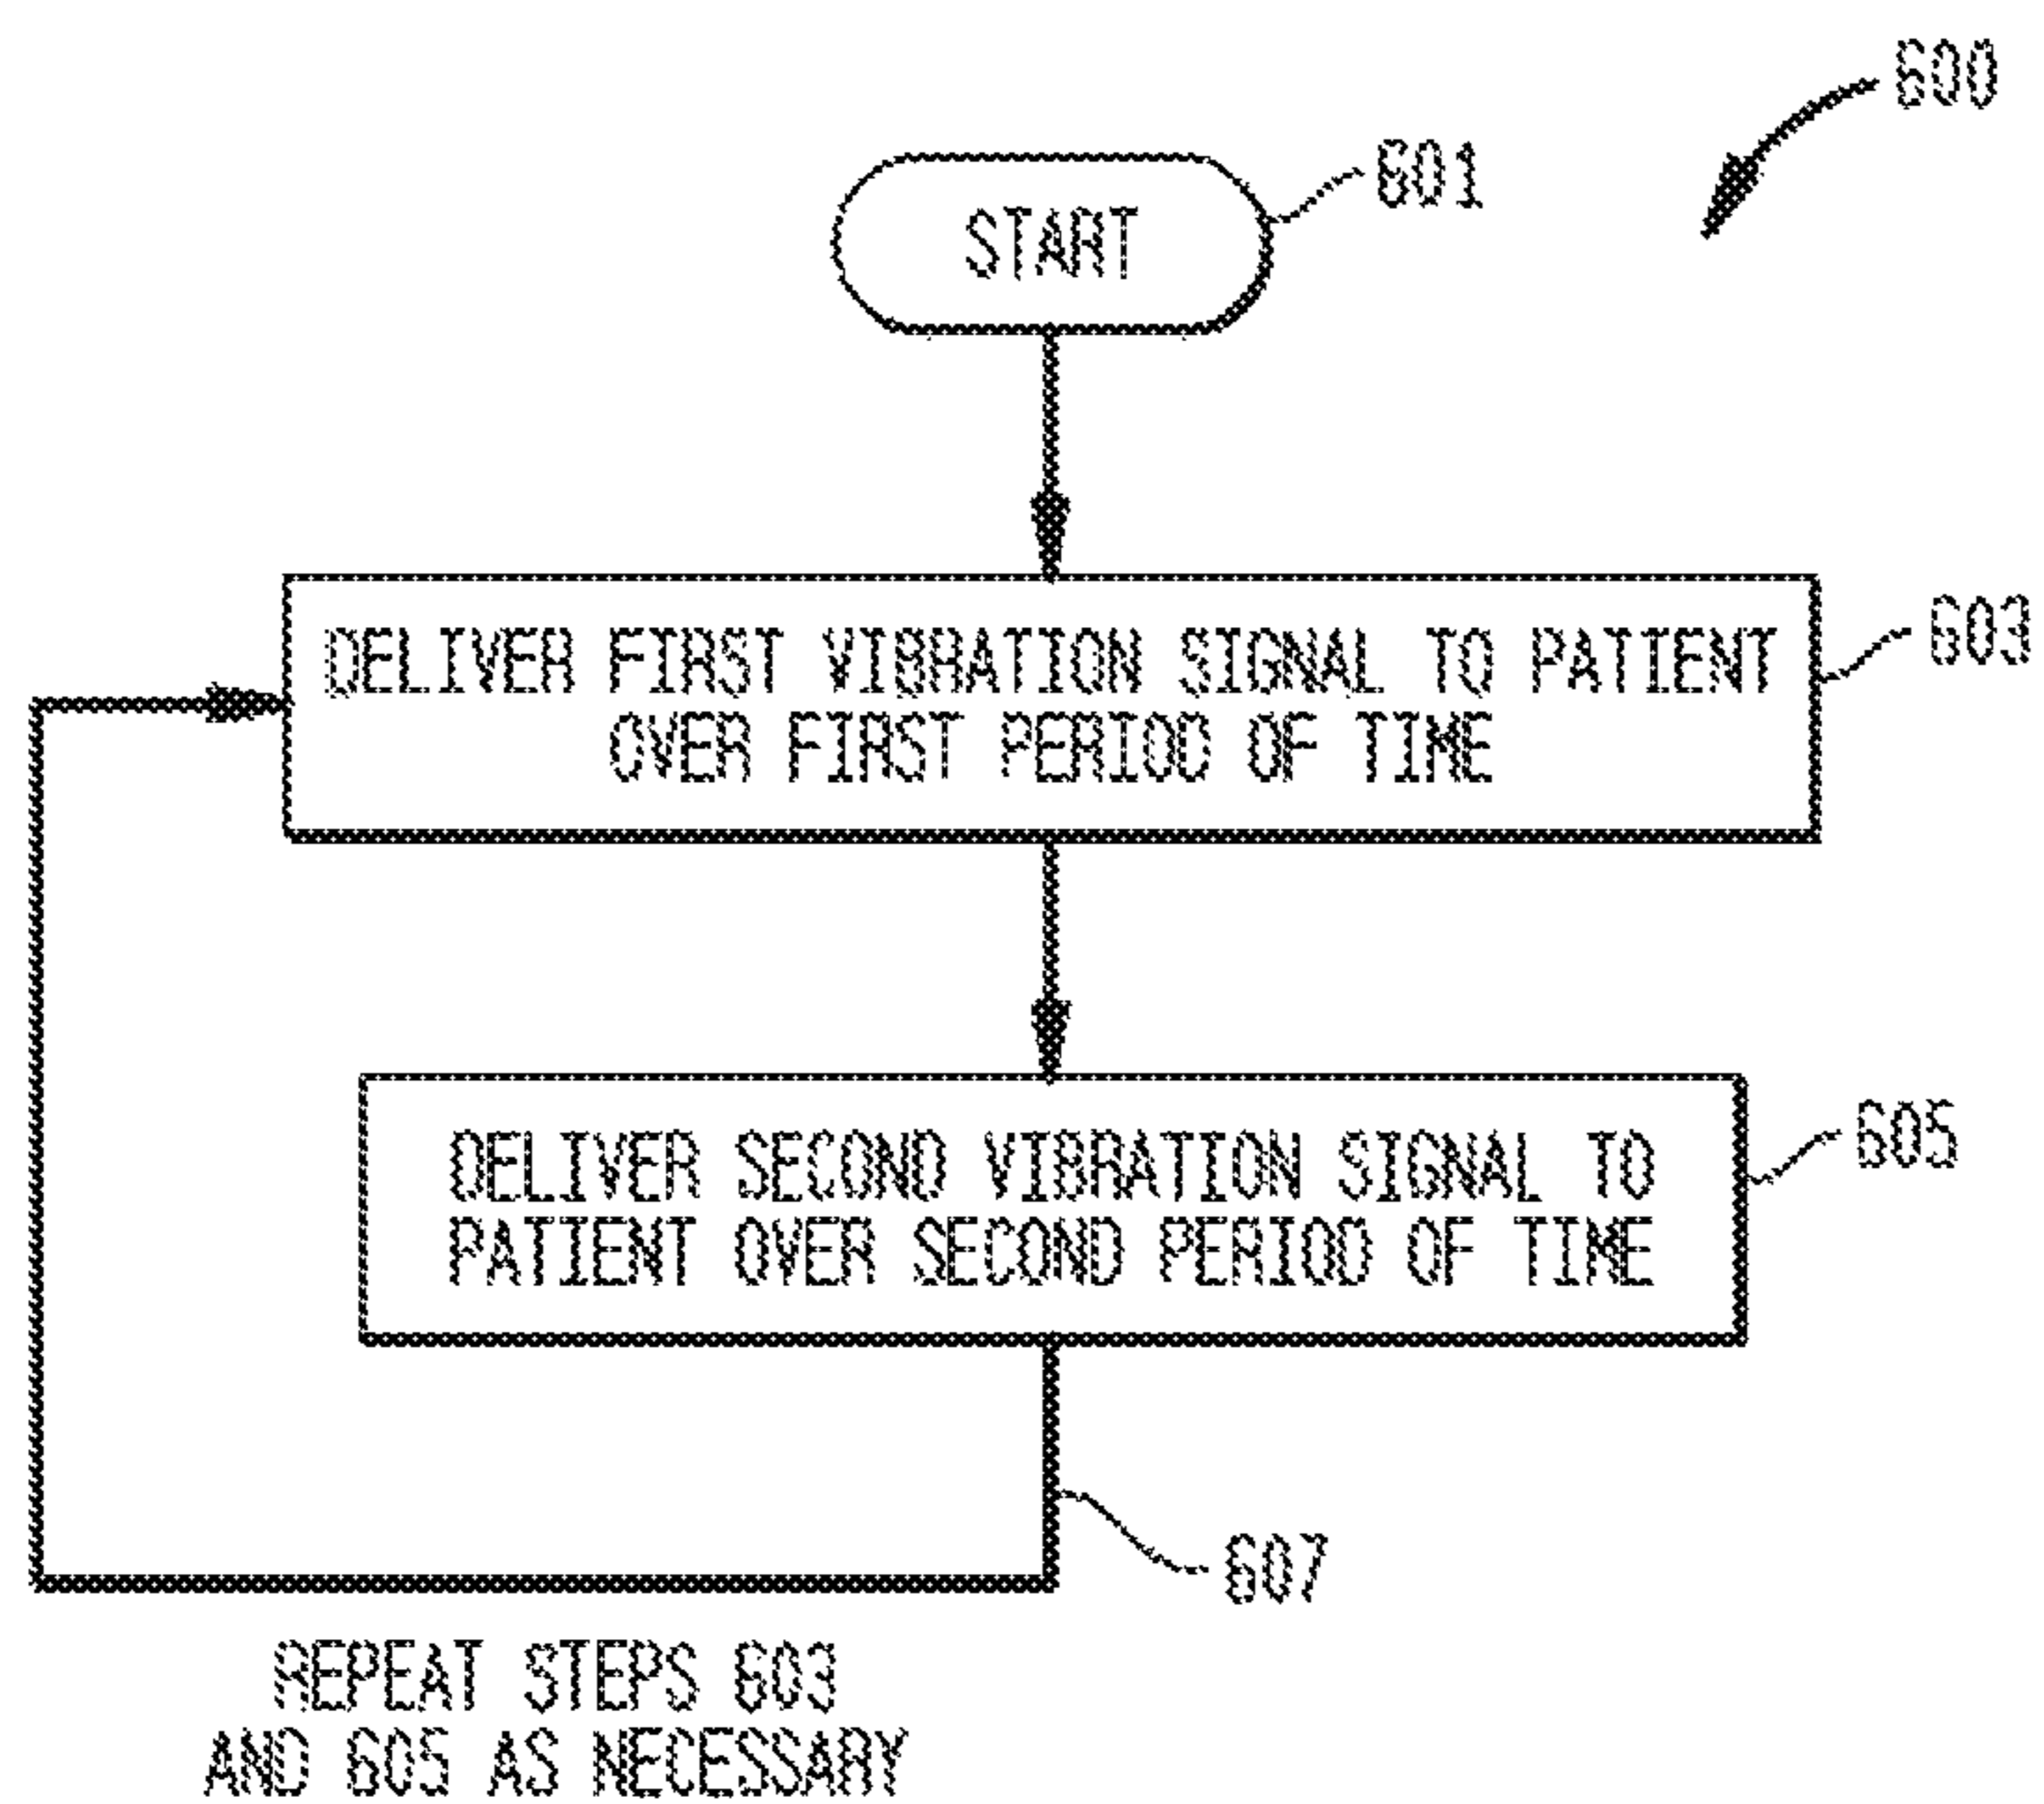 600
START
601
DELIVER FIRST VIBRATION SIGNAL TO PATIENT
OVER FIRST PERIOD OF TIME
603
DELIVER SECOND VIBRATION SIGNAL TO
PATIENT OVER SECOND PERIOD OF TIME
605
607
REPEAT STEPS 603
AND 605 AS NECESSARY